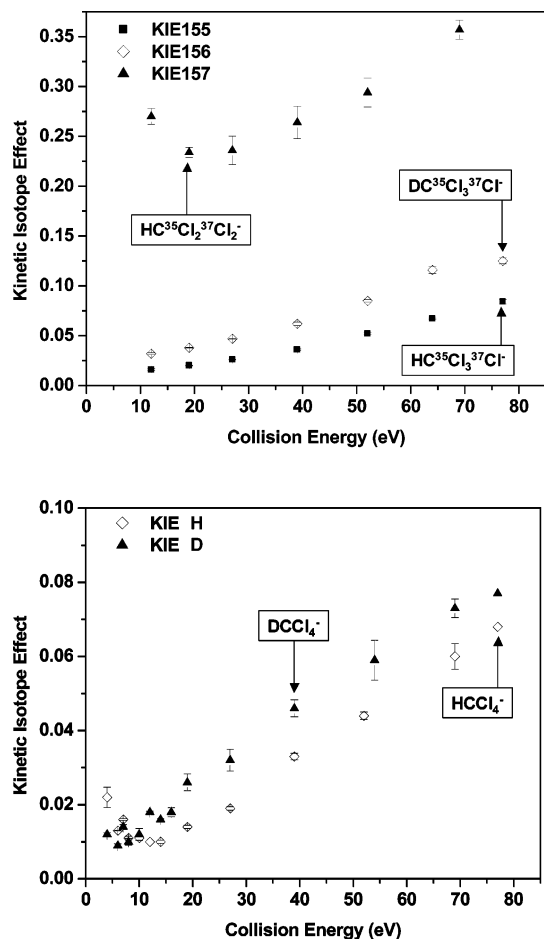 KIE155
KIE156
KIE157
0.35
0.30
0.25
0.20
0.15
0.10
0.05
0.00
Kinetic Isotope Effect
HC³⁵Cl₂³⁷Cl₂⁻
DC³⁵Cl₃³⁷Cl⁻
HC³⁵Cl₃³⁷Cl⁻
0 10 20 30 40 50 60 70 80
Collision Energy (eV)
KIE H
KIE D
0.10
0.08
0.06
0.04
0.02
0.00
Kinetic Isotope Effect
DCCl₄⁻
HCCl₄⁻
0 10 20 30 40 50 60 70 80
Collision Energy (eV)